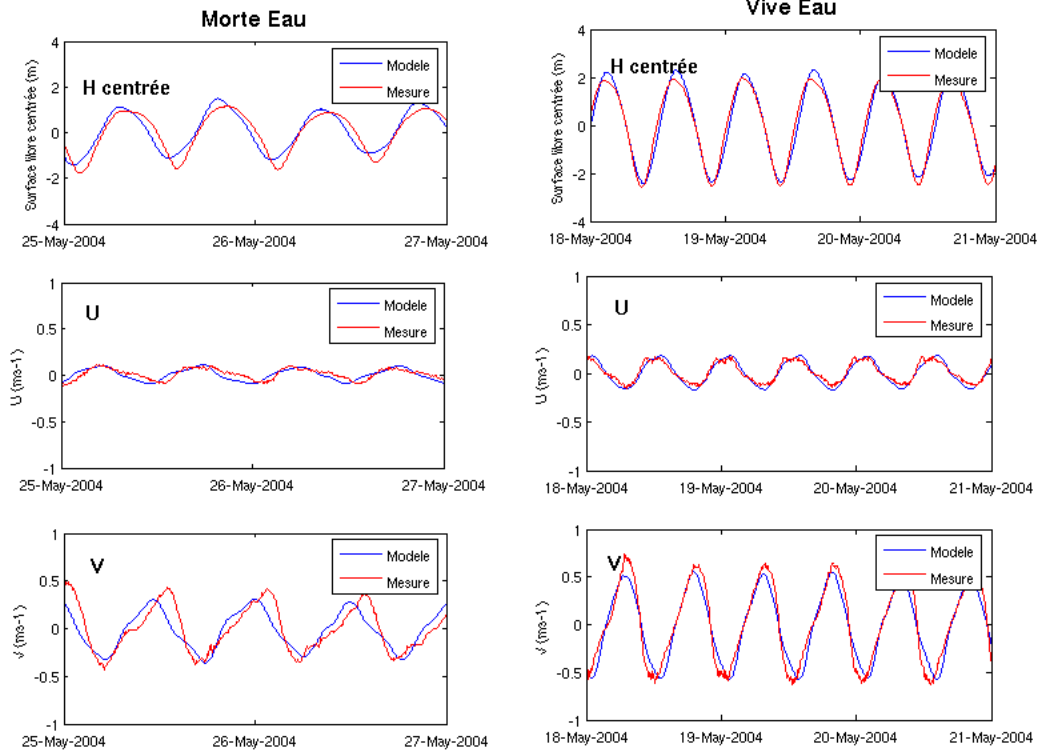 Morte Eau
Vive Eau
4
2
0
-2
-4
Surface libre centrée (m)
H centrée
Modele
Mesure
25-May-2004
26-May-2004
27-May-2004
4
2
0
-2
-4
Surface libre centrée (m)
H centrée
Modele
Mesure
18-May-2004
19-May-2004
20-May-2004
21-May-2004
1
0.5
0
-0.5
-1
U (ms-1)
U
Modele
Mesure
25-May-2004
26-May-2004
27-May-2004
1
0.5
0
-0.5
-1
U (ms-1)
U
Modele
Mesure
18-May-2004
19-May-2004
20-May-2004
21-May-2004
1
0.5
0
-0.5
-1
V (ms-1)
V
Modele
Mesure
25-May-2004
26-May-2004
27-May-2004
1
0.5
0
-0.5
-1
V (ms-1)
V
Modele
Mesure
18-May-2004
19-May-2004
20-May-2004
21-May-2004